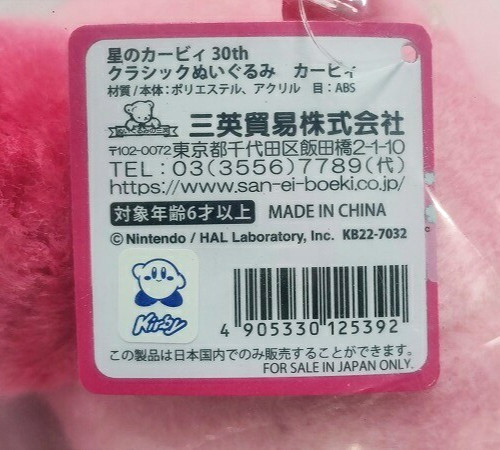 星のカービィ 30th
クラシックぬいぐるみ カービィ
材質/本体:ポリエステル、アクリル 目:ABS
三英貿易株式会社
〒102-0072東京都千代田区飯田橋2-1-10
TEL:03(3556)7789(代)
https://www.san-ei-boeki.co.jp/
対象年齢6才以上 MADE IN CHINA
©Nintendo / HAL Laboratory, Inc. KB22-7032
Kirby
4 905330 125392
この製品は日本国内でのみ販売することができます。
FOR SALE IN JAPAN ONLY.